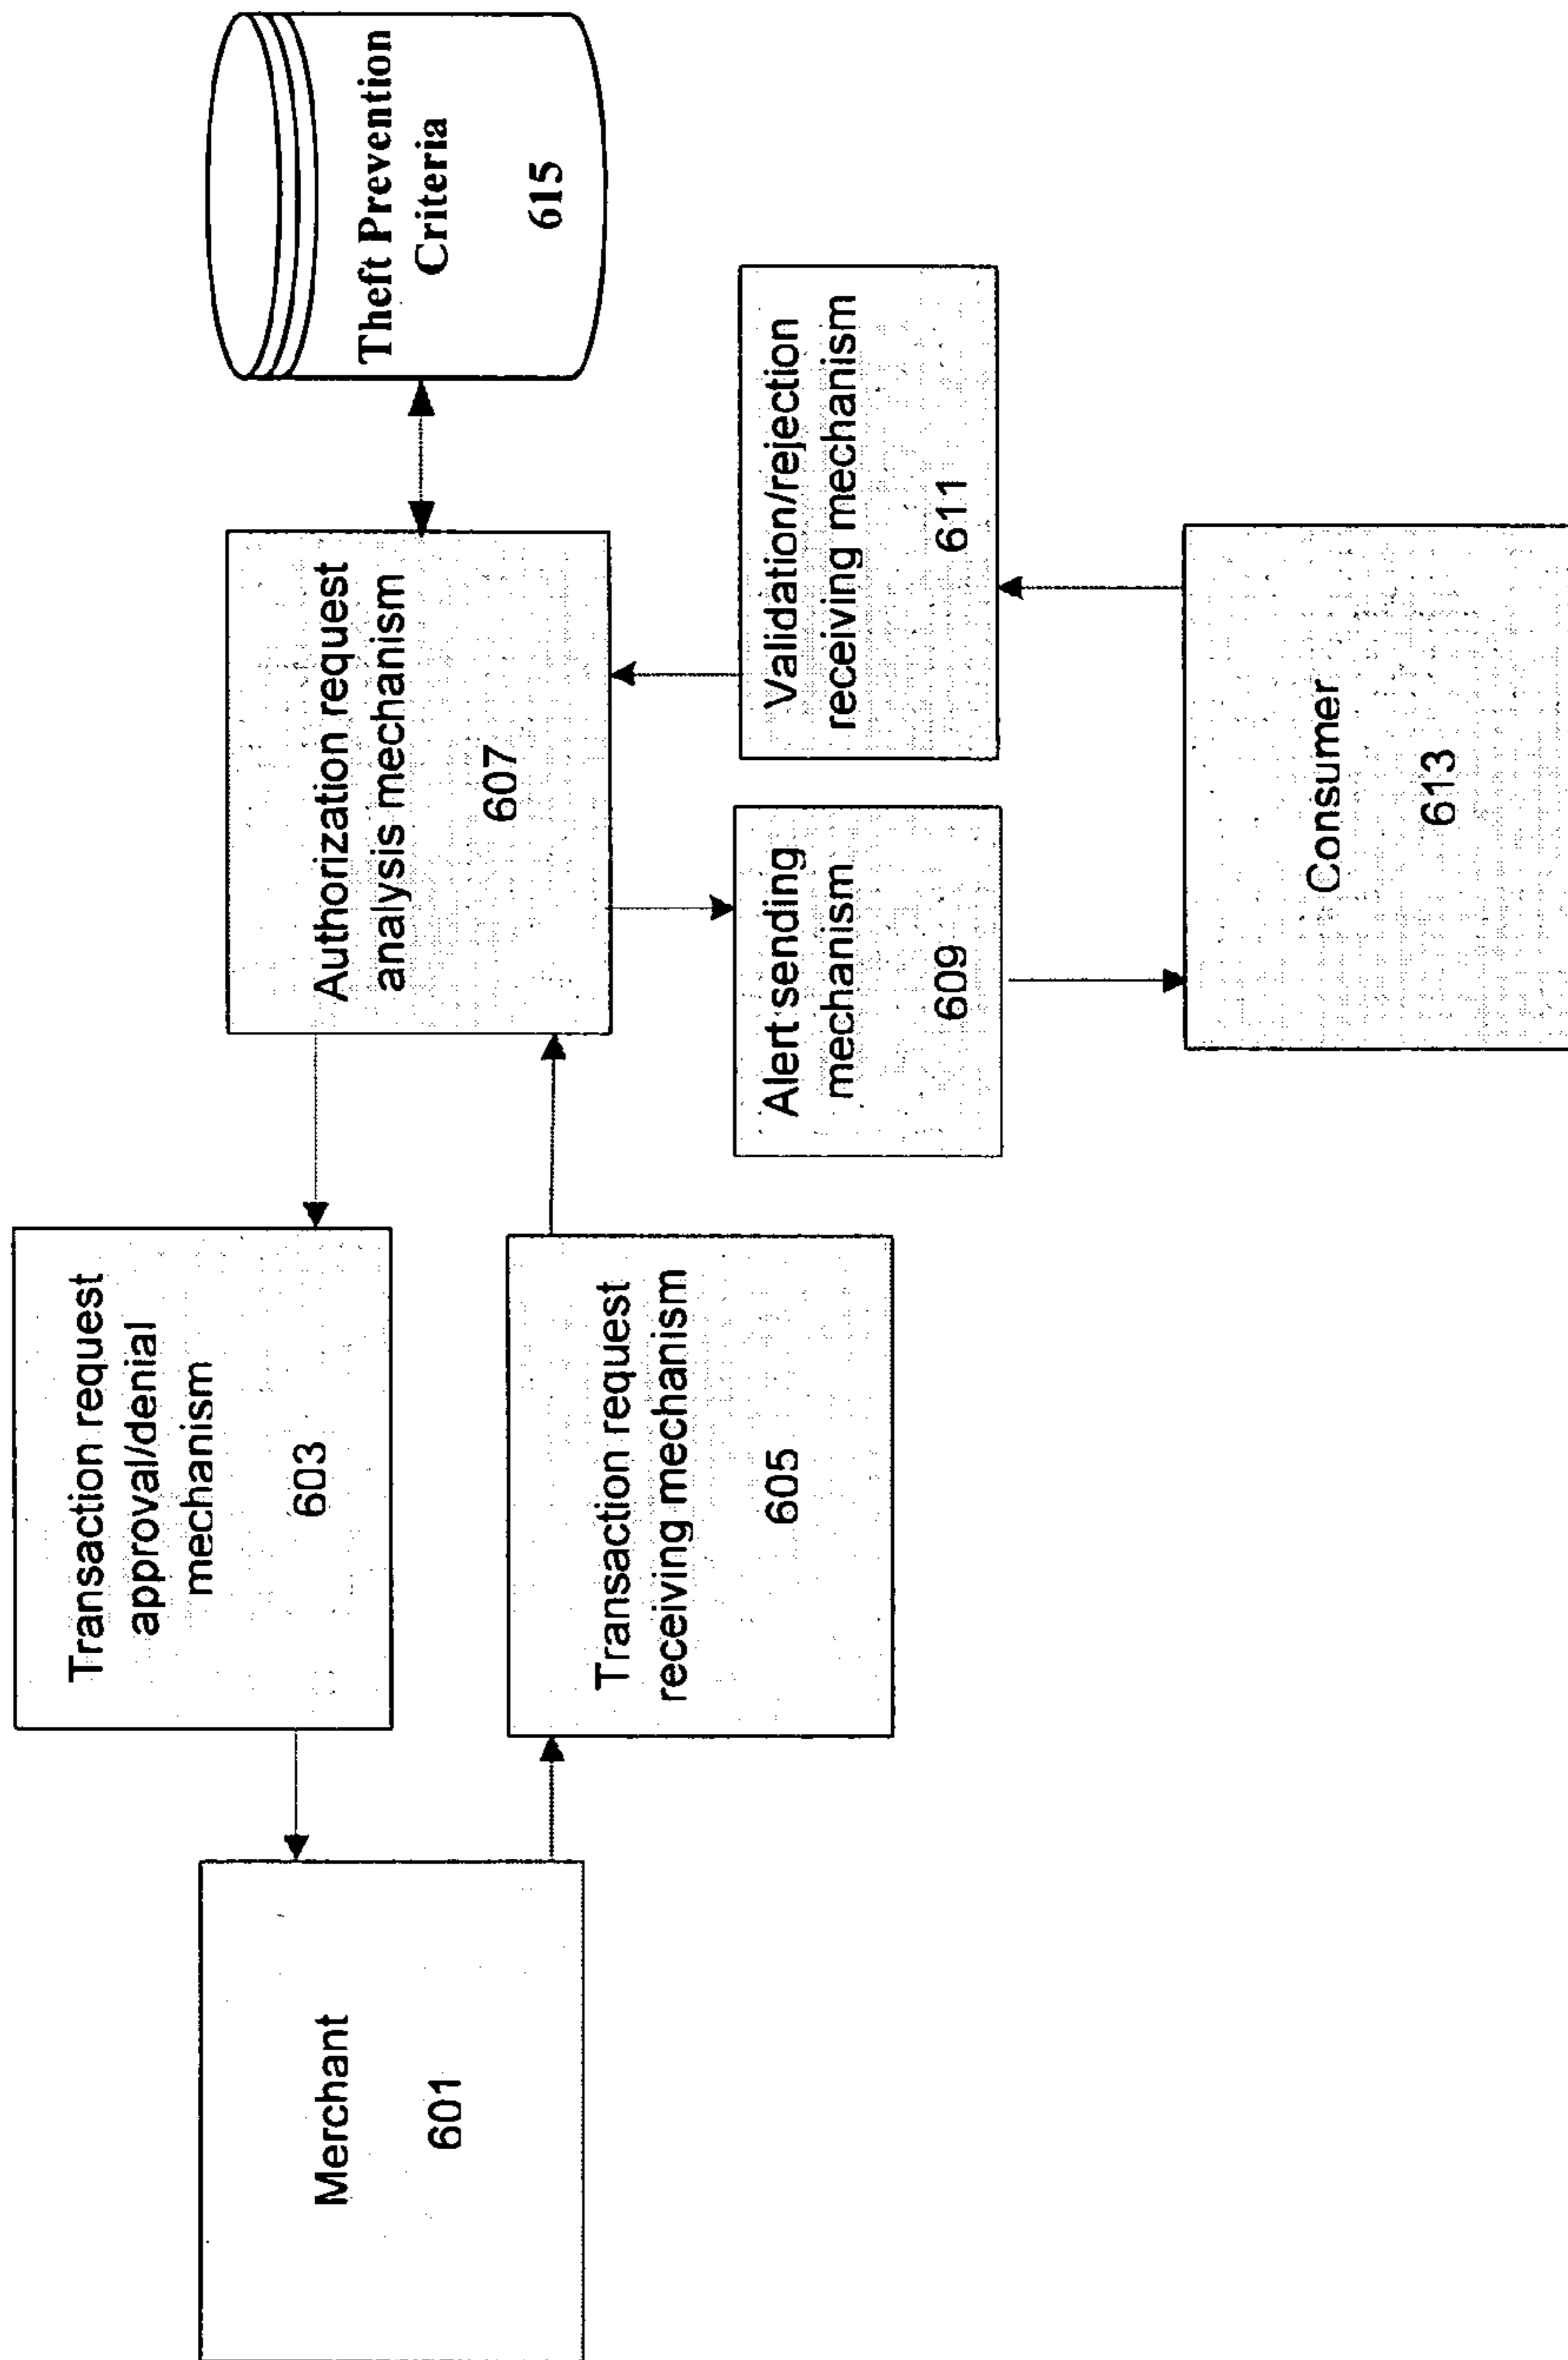 Merchant
601
Transaction request
approval/denial
mechanism
603
Transaction request
receiving mechanism
605
Authorization request
analysis mechanism
607
Theft Prevention
Criteria
615
Alert sending
mechanism
609
Validation/rejection
receiving mechanism
611
Consumer
613